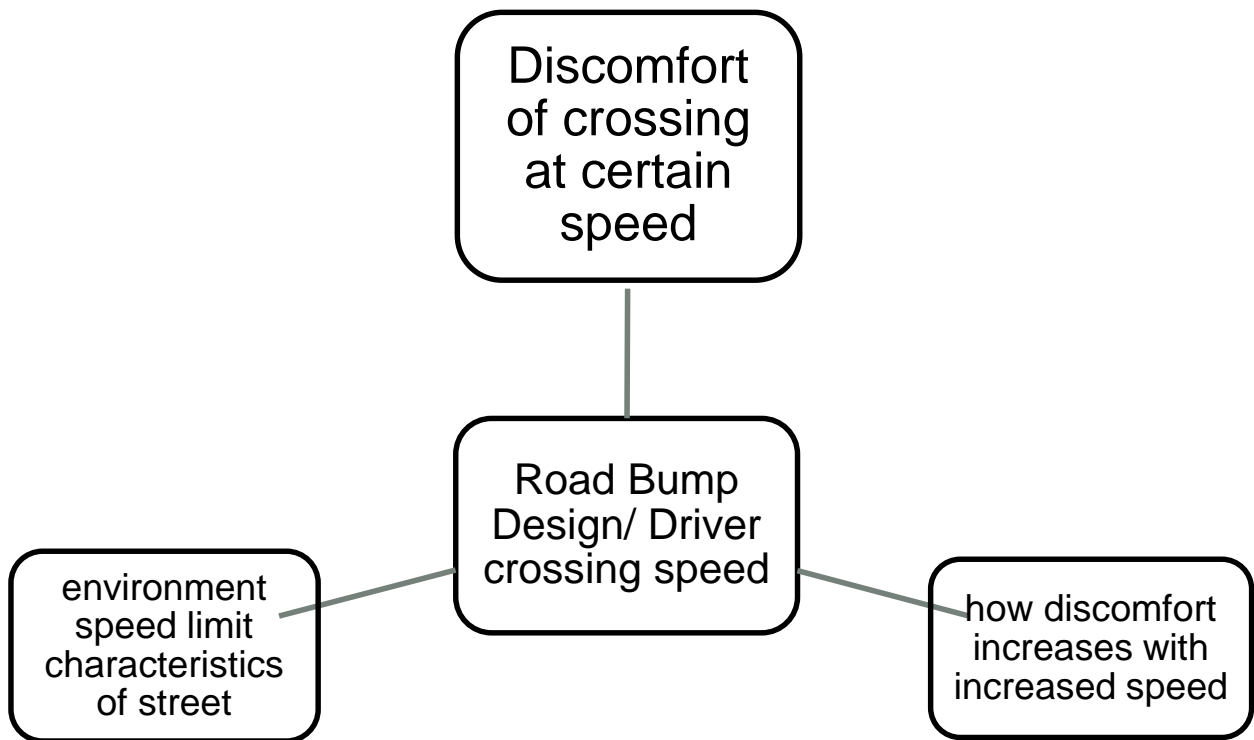 Discomfort
of crossing
at certain
speed
Road Bump
Design/ Driver
crossing speed
environment
speed limit
characteristics
of street
how discomfort
increases with
increased speed